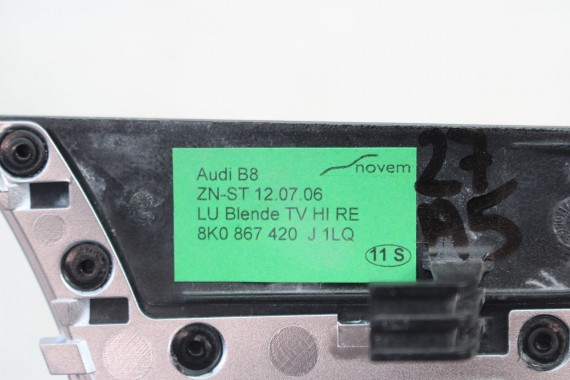 Audi B8
novem
ZN-ST 12.07.06
LU Blende TV HI RE
8K0 867 420 J 1LQ
11 S
27